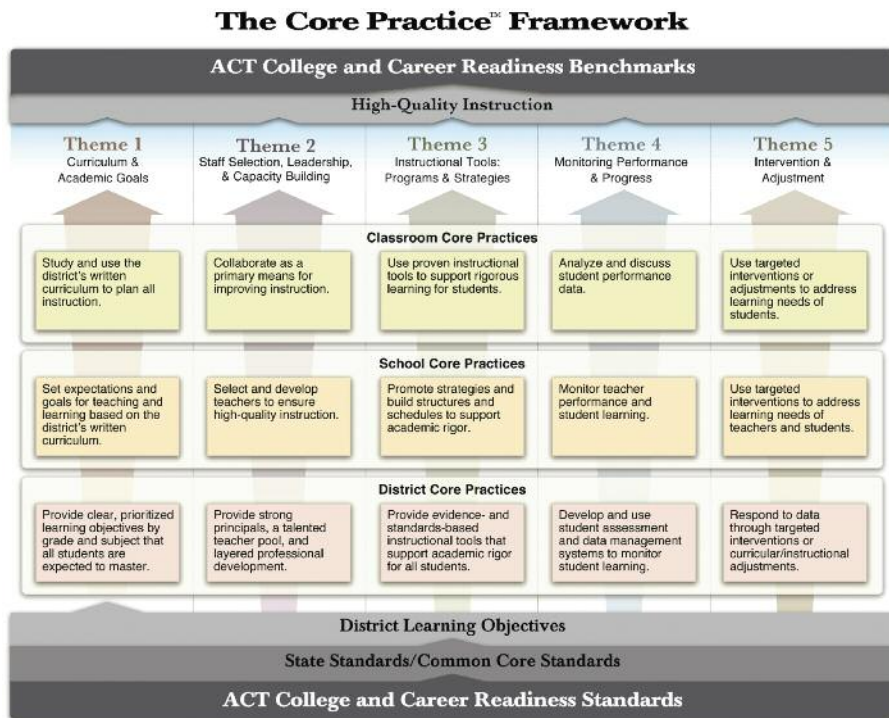 The Core Practice™ Framework
ACT College and Career Readiness Benchmarks
High-Quality Instruction
Theme 1
Curriculum &
Academic Goals
Theme 2
Staff Selection, Leadership,
& Capacity Building
Theme 3
Instructional Tools:
Programs & Strategies
Theme 4
Monitoring Performance
& Progress
Theme 5
Intervention &
Adjustment
Classroom Core Practices
Study and use the
district's written
curriculum to plan all
instruction.
Collaborate as a
primary means for
improving instruction.
Use proven instructional
tools to support rigorous
learning for students.
Analyze and discuss
student performance
data.
Use targeted
interventions or
adjustments to address
learning needs of
students.
School Core Practices
Set expectations and
goals for teaching and
learning based on the
district's written
curriculum.
Select and develop
teachers to ensure
high-quality instruction.
Promote strategies and
build structures and
schedules to support
academic rigor.
Monitor teacher
performance and
student learning.
Use targeted
interventions to address
learning needs of
teachers and students.
District Core Practices
Provide clear, prioritized
learning objectives by
grade and subject that
all students are
expected to master.
Provide strong
principals, a talented
teacher pool, and
layered professional
development.
Provide evidence- and
standards-based
instructional tools that
support academic rigor
for all students.
Develop and use
student assessment
and data management
systems to monitor
student learning.
Respond to data
through targeted
interventions or
curricular/instructional
adjustments.
District Learning Objectives
State Standards/Common Core Standards
ACT College and Career Readiness Standards